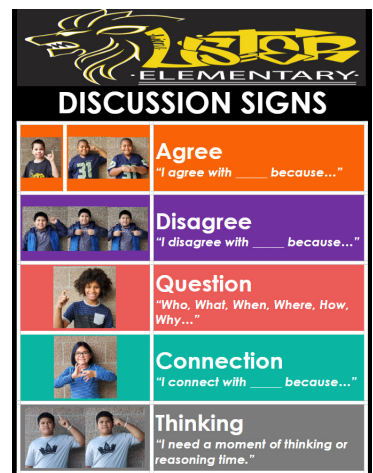 LISTER
ELEMENTARY
DISCUSSION SIGNS
Agree
“I agree with _____ because…”
Disagree
“I disagree with _____ because…”
Question
“Who, What, When, Where, How,
Why…”
Connection
“I connect with _____ because…”
Thinking
“I need a moment of thinking or
reasoning time.”